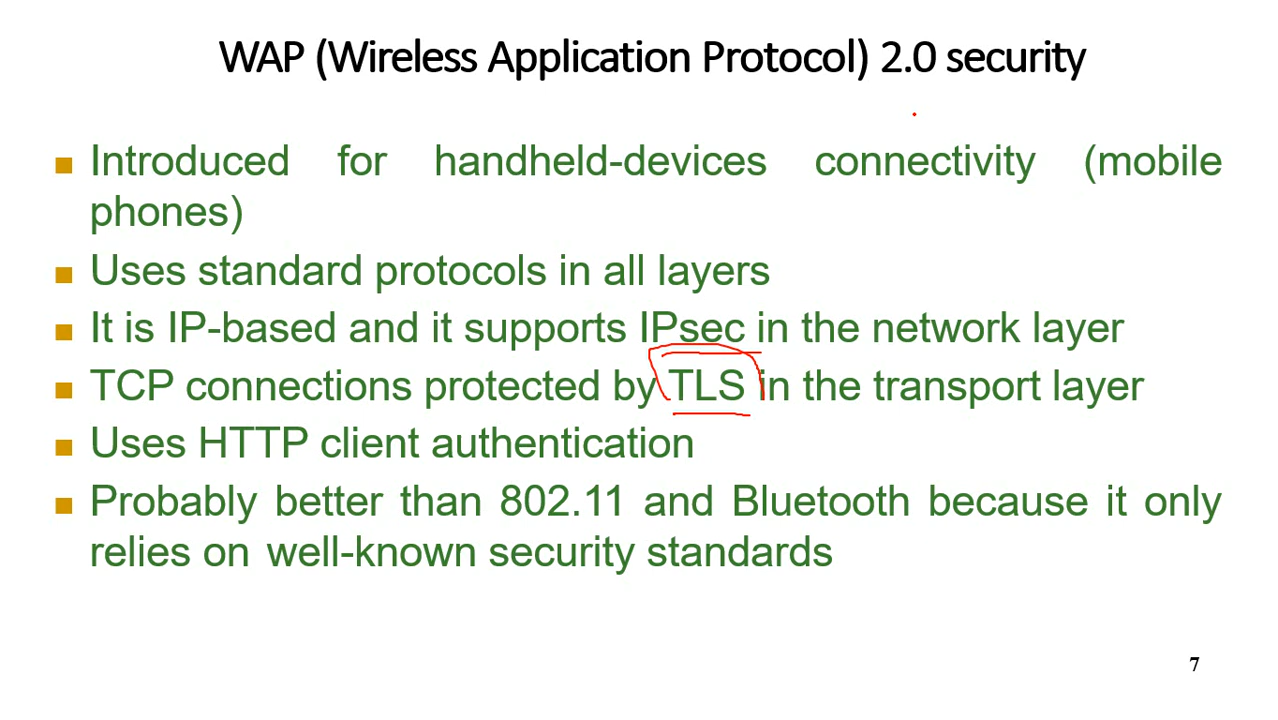 WAP (Wireless Application Protocol) 2.0 security
Introduced for handheld-devices connectivity (mobile
phones)
Uses standard protocols in all layers
It is IP-based and it supports IPsec in the network layer
TCP connections protected by TLS in the transport layer
Uses HTTP client authentication
Probably better than 802.11 and Bluetooth because it only
relies on well-known security standards
7